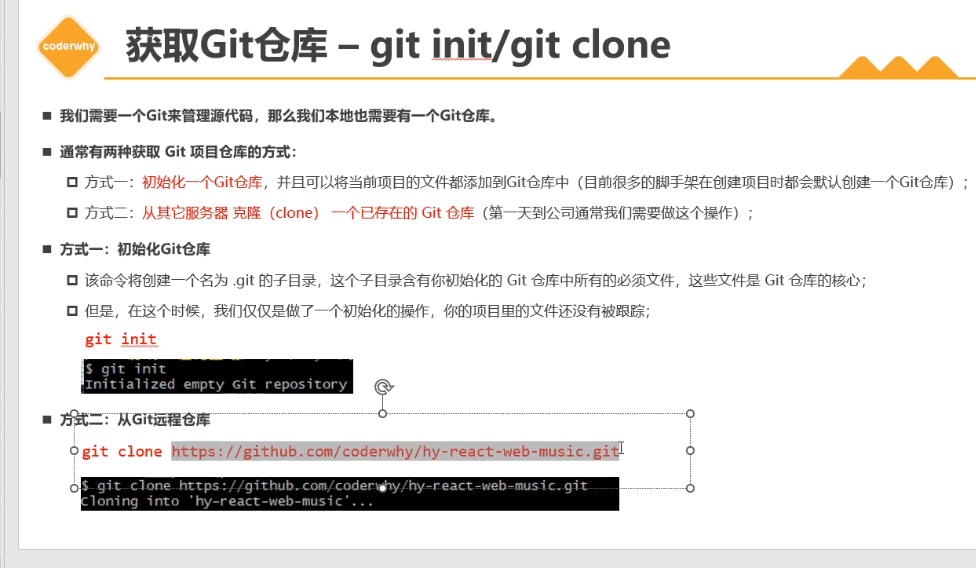 coderwhy
获取Git仓库 – git init/git clone
■ 我们需要一个Git来管理源代码，那么我们本地也需要有一个Git仓库。
■ 通常有两种获取 Git 项目仓库的方式：
方式一：初始化一个Git仓库，并且可以将当前项目的文件都添加到Git仓库中（目前很多的脚手架在创建项目时都会默认创建一个Git仓库）；
方式二：从其它服务器 克隆（clone） 一个已存在的 Git 仓库（第一天到公司通常我们需要做这个操作）；
■ 方式一：初始化Git仓库
该命令将创建一个名为 .git 的子目录，这个子目录含有你初始化的 Git 仓库中所有的必须文件，这些文件是 Git 仓库的核心；
但是，在这个时候，我们仅仅是做了一个初始化的操作，你的项目里的文件还没有被跟踪；
git init
$ git init
Initialized empty Git repository
■ 方式二：从Git远程仓库
git clone https://github.com/coderwhy/hy-react-web-music.git
$ git clone https://github.com/coderwhy/hy-react-web-music.git
Cloning into 'hy-react-web-music'...